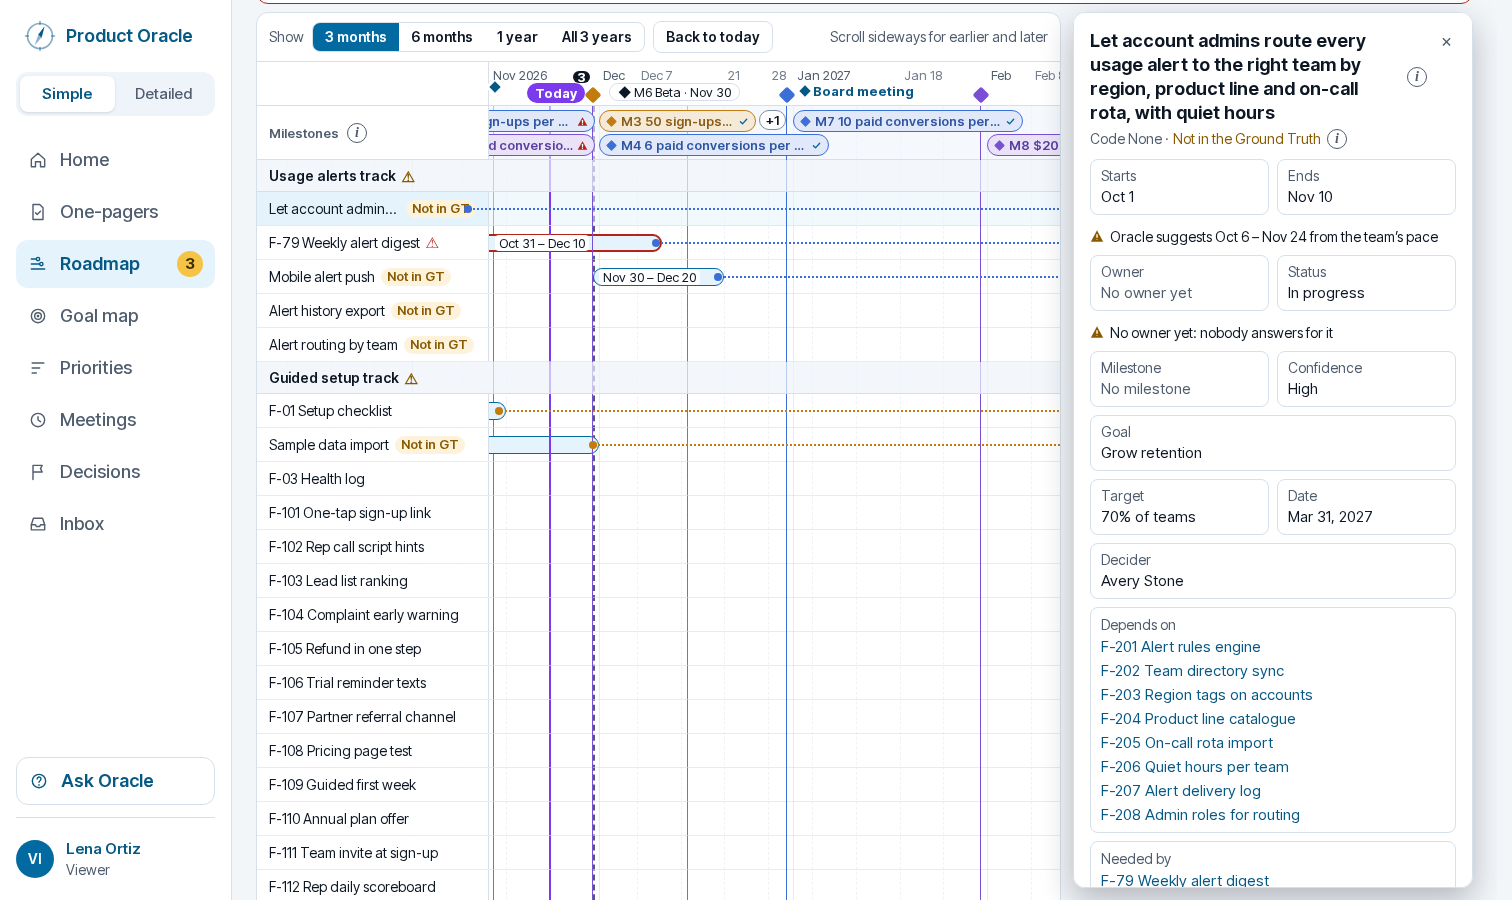 Product Oracle
Simple
Detailed
Home
One-pagers
Roadmap
3
Goal map
Priorities
Meetings
Decisions
Inbox
Ask Oracle
VI
Lena Ortiz
Viewer
Show
3 months
6 months
1 year
All 3 years
Back to today
Scroll sideways for earlier and later
Nov 2026
3
Dec
Dec 7
21
28
Jan 2027
Jan 18
Feb
Feb
Today
M6 Beta · Nov 30
Board meeting
Milestones
i
gn-ups per ...
M3 50 sign-ups...
+1
M7 10 paid conversions per...
d conversio...
M4 6 paid conversions per ...
M8 $20
Usage alerts track
Let account admin...
Not in GT
F-79 Weekly alert digest
Oct 31 – Dec 10
Mobile alert push
Not in GT
Nov 30 – Dec 20
Alert history export
Not in GT
Alert routing by team
Not in GT
Guided setup track
F-01 Setup checklist
Sample data import
Not in GT
F-03 Health log
F-101 One-tap sign-up link
F-102 Rep call script hints
F-103 Lead list ranking
F-104 Complaint early warning
F-105 Refund in one step
F-106 Trial reminder texts
F-107 Partner referral channel
F-108 Pricing page test
F-109 Guided first week
F-110 Annual plan offer
F-111 Team invite at sign-up
F-112 Rep daily scoreboard
Let account admins route every
usage alert to the right team by
region, product line and on-call
rota, with quiet hours
i
×
Code None · Not in the Ground Truth
i
Starts
Oct 1
Ends
Nov 10
Oracle suggests Oct 6 – Nov 24 from the team's pace
Owner
No owner yet
Status
In progress
No owner yet: nobody answers for it
Milestone
No milestone
Confidence
High
Goal
Grow retention
Target
70% of teams
Date
Mar 31, 2027
Decider
Avery Stone
Depends on
F-201 Alert rules engine
F-202 Team directory sync
F-203 Region tags on accounts
F-204 Product line catalogue
F-205 On-call rota import
F-206 Quiet hours per team
F-207 Alert delivery log
F-208 Admin roles for routing
Needed by
F-79 Weekly alert digest